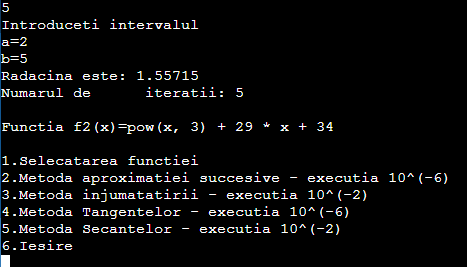 5
Introduceti intervalul
a=2
b=5
Radacina este: 1.55715
Numarul de      iteratii: 5
Functia f2(x)=pow(x, 3) + 29 * x + 34
1.Selecatarea functiei
2.Metoda aproximatiei succesive - executia 10^(-6)
3.Metoda injumatatirii - executia 10^(-2)
4.Metoda Tangentelor - executia 10^(-6)
5.Metoda Secantelor - executia 10^(-2)
6.Iesire